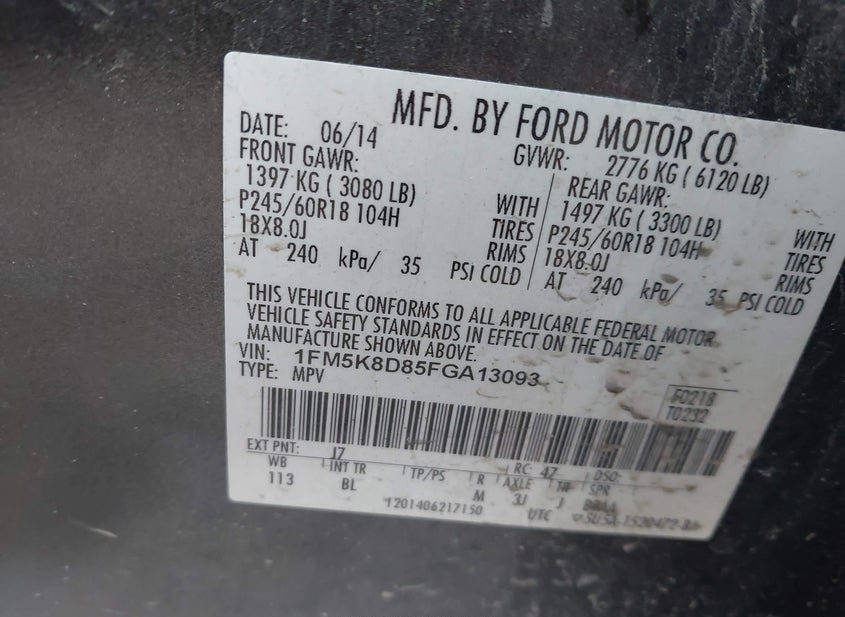 MFD. BY FORD MOTOR CO.
DATE: 06/14 GVWR: 2776 KG ( 6120 LB)
FRONT GAWR: REAR GAWR:
1397 KG ( 3080 LB) WITH 1497 KG ( 3300 LB) WITH
P245/60R18 104H TIRES P245/60R18 104H TIRES
18X8.0J RIMS 18X8.0J RIMS
AT 240 kPa/ 35 PSI COLD AT 240 kPa/ 35 PSI COLD
THIS VEHICLE CONFORMS TO ALL APPLICABLE FEDERAL MOTOR
VEHICLE SAFETY STANDARDS IN EFFECT ON THE DATE OF
MANUFACTURE SHOWN ABOVE.
VIN: 1FM5K8D85FGA13093
TYPE: MPV
F0218
T0232
EXT PNT: J7 RC: 47 DSO:
WB INT TR TP/PS R AXLE TR SPR
113 BL M 3J J
1201406217150 UTC